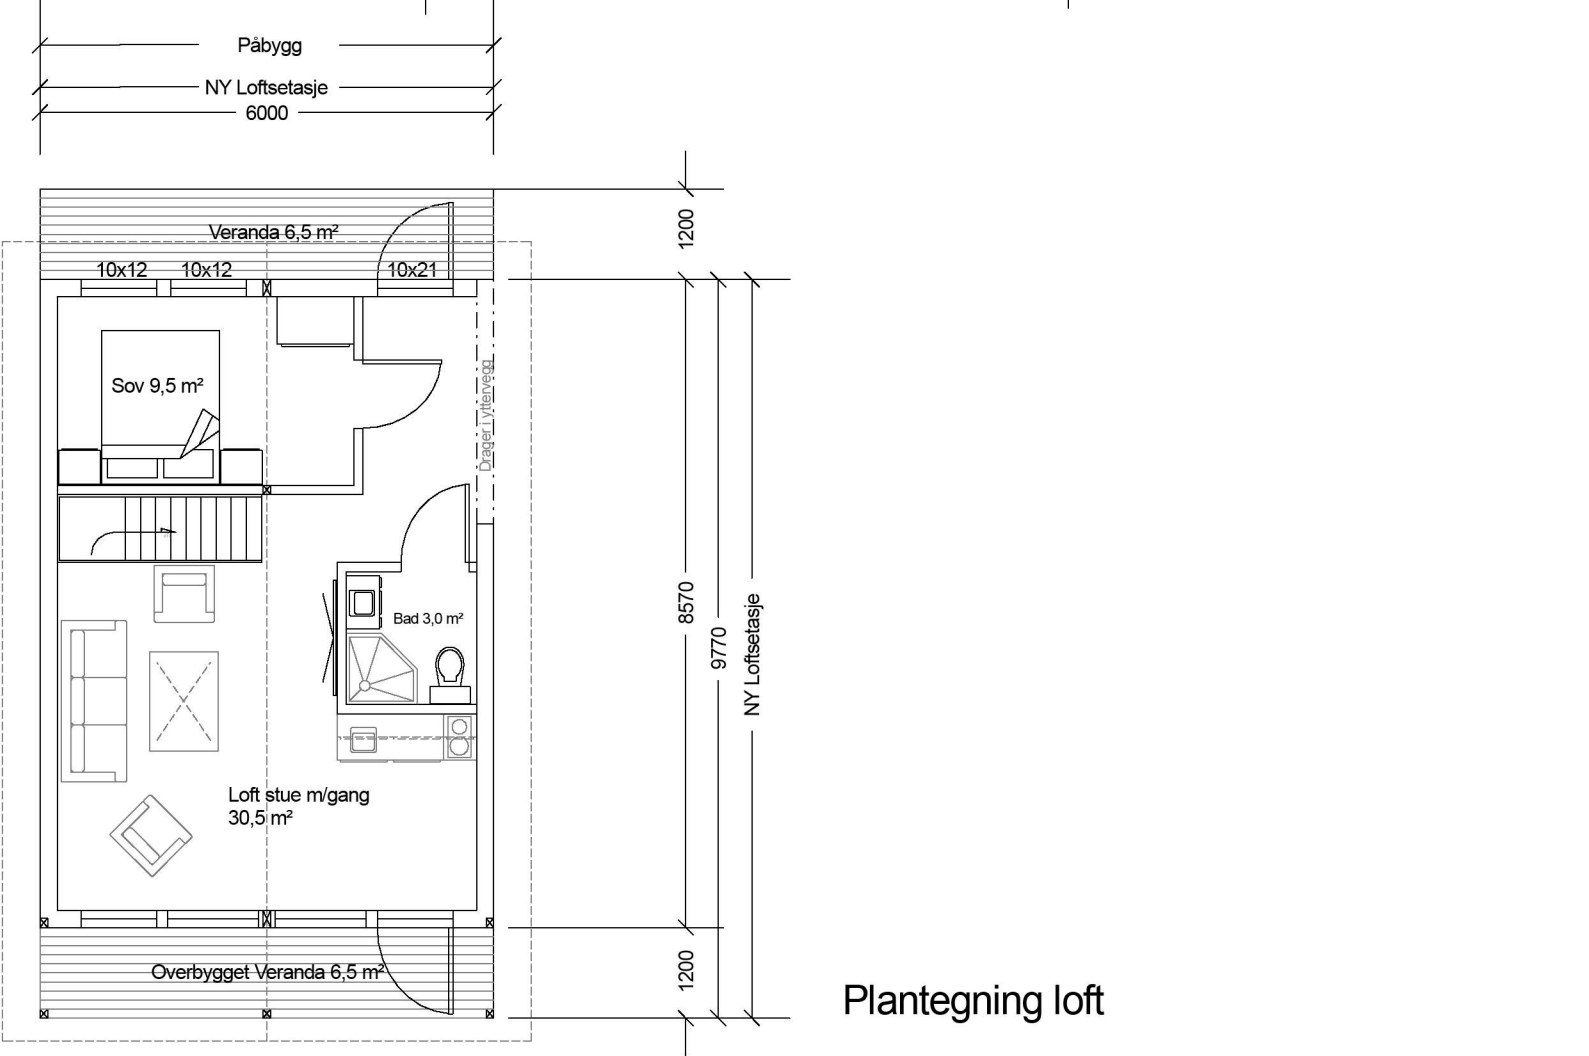 Påbygg
NY Loftsetasje
6000
Veranda 6,5 m²
1200
10x12
10x12
10x21
Sov 9,5 m²
Drager i yttervegg
Bad 3,0 m²
8570
9770
NY Loftsetasje
Loft stue m/gang
30,5 m²
Overbygget Veranda 6,5 m²
1200
Plantegning loft